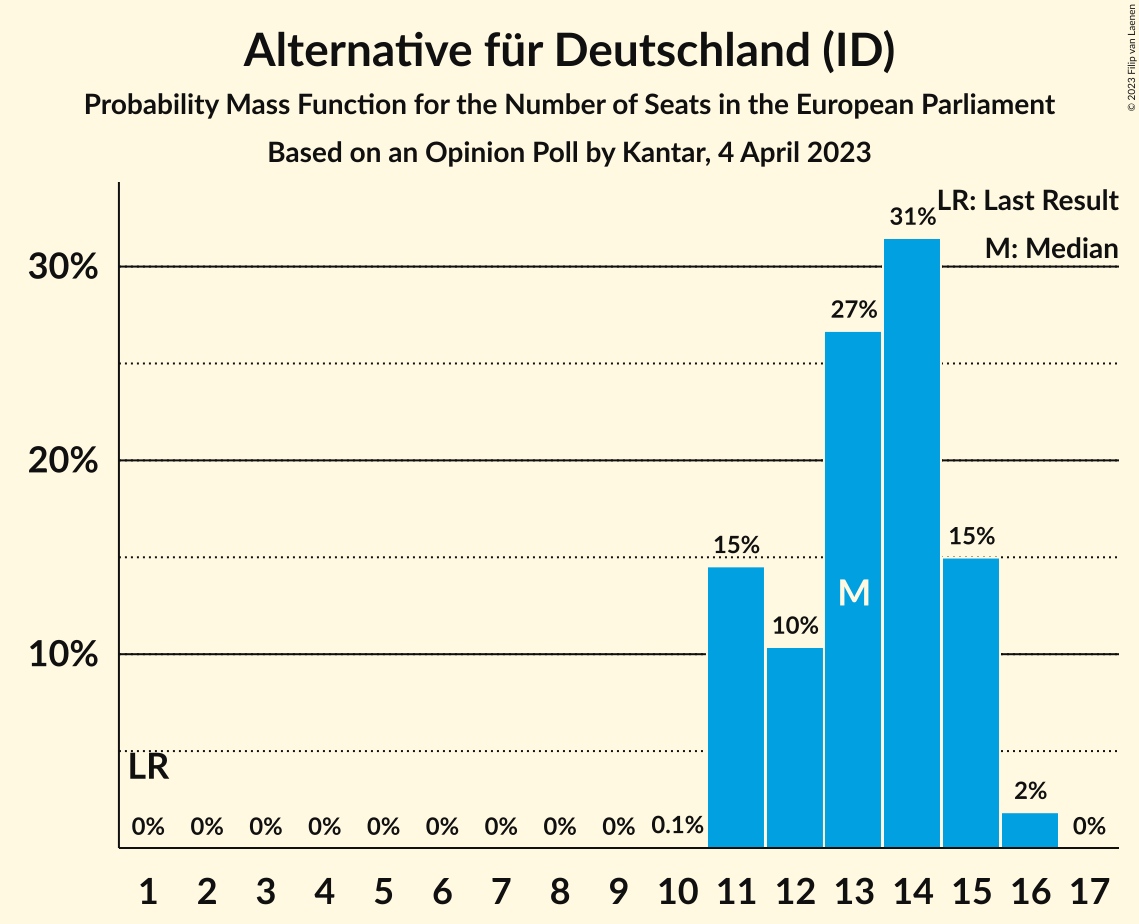 Alternative für Deutschland (ID)
Probability Mass Function for the Number of Seats in the European Parliament
Based on an Opinion Poll by Kantar, 4 April 2023
© 2023 Filip van Laenen
LR: Last Result
M: Median
30%
20%
10%
LR
M
0% 0% 0% 0% 0% 0% 0% 0% 0% 0.1% 15% 10% 27% 31% 15% 2% 0%
1 2 3 4 5 6 7 8 9 10 11 12 13 14 15 16 17